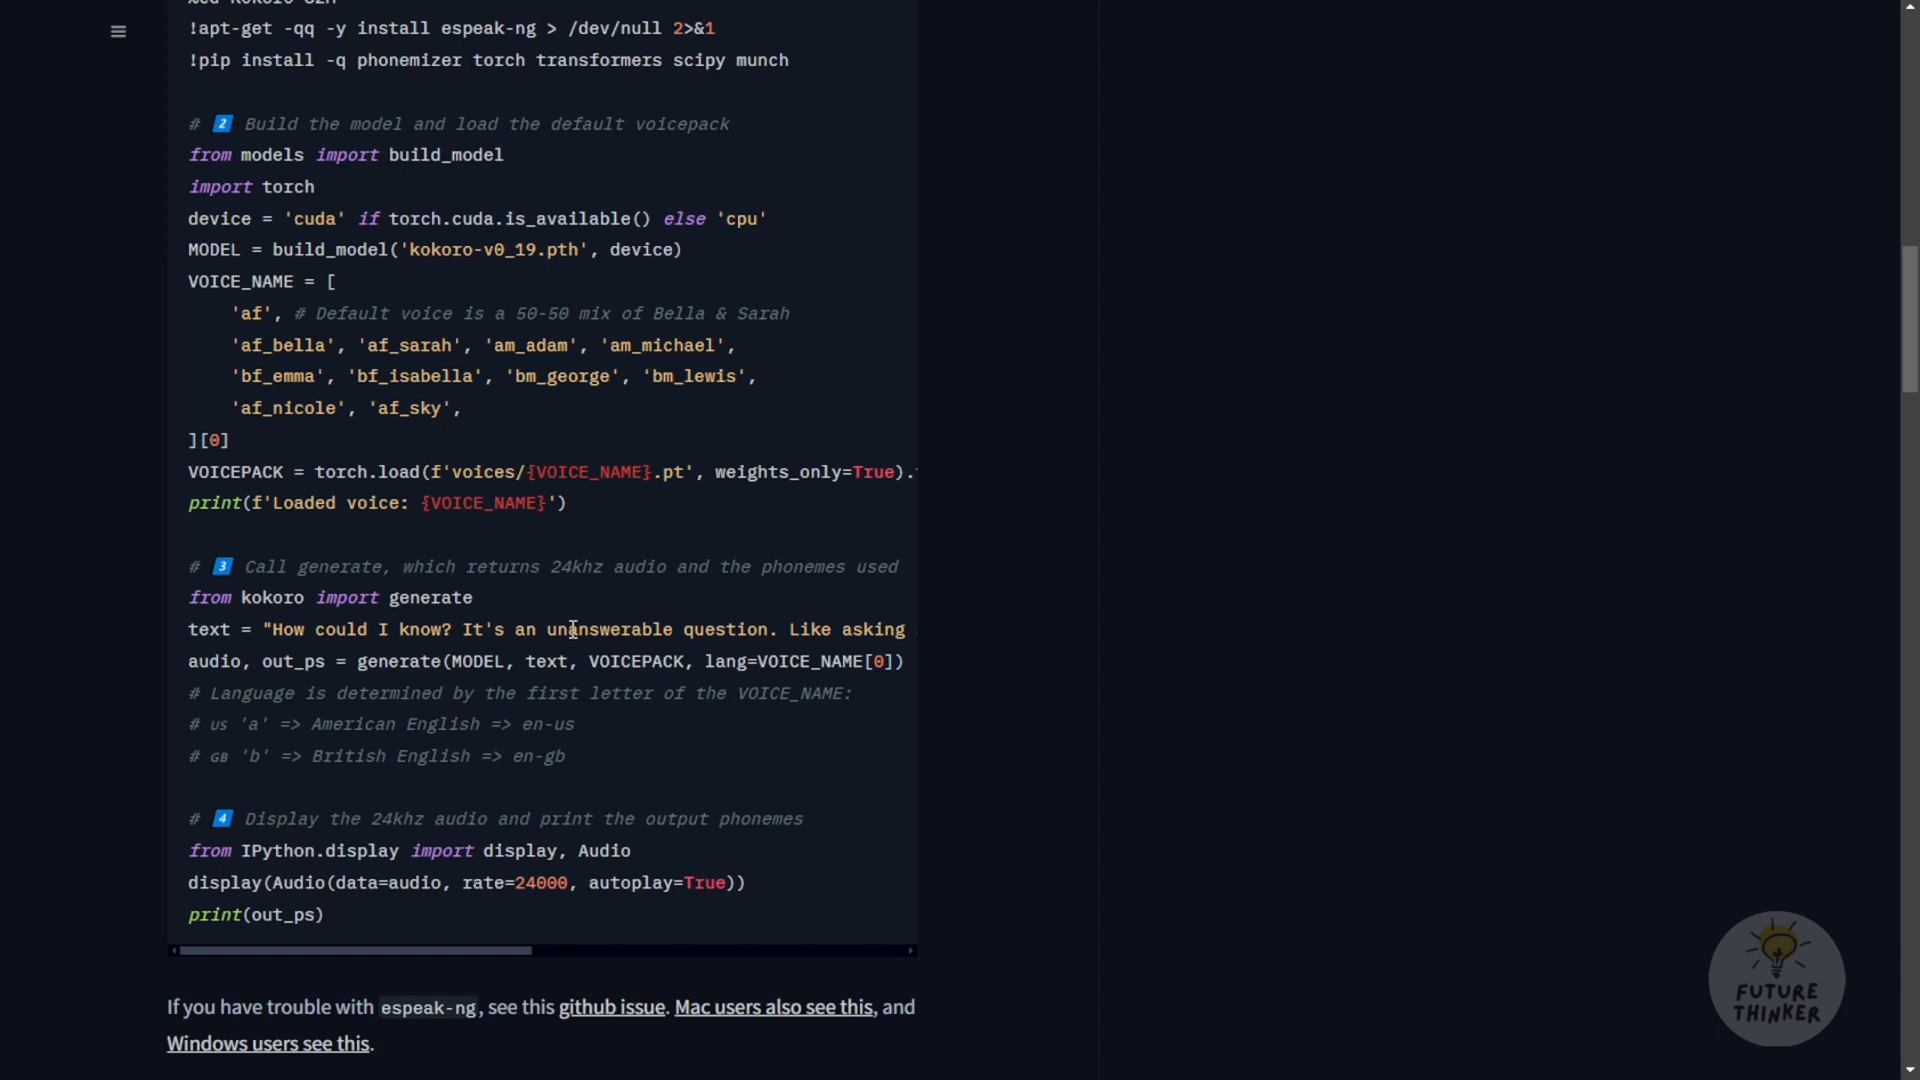 !apt-get -qq -y install espeak-ng > /dev/null 2>&1
!pip install -q phonemizer torch transformers scipy munch
# 2️⃣ Build the model and load the default voicepack
from models import build_model
import torch
device = 'cuda' if torch.cuda.is_available() else 'cpu'
MODEL = build_model('kokoro-v0_19.pth', device)
VOICE_NAME = [
    'af', # Default voice is a 50-50 mix of Bella & Sarah
    'af_bella', 'af_sarah', 'am_adam', 'am_michael',
    'bf_emma', 'bf_isabella', 'bm_george', 'bm_lewis',
    'af_nicole', 'af_sky',
][0]
VOICEPACK = torch.load(f'voices/{VOICE_NAME}.pt', weights_only=True).
print(f'Loaded voice: {VOICE_NAME}')
# 3️⃣ Call generate, which returns 24khz audio and the phonemes used
from kokoro import generate
text = "How could I know? It's an unanswerable question. Like asking
audio, out_ps = generate(MODEL, text, VOICEPACK, lang=VOICE_NAME[0])
# Language is determined by the first letter of the VOICE_NAME:
# us 'a' => American English => en-us
# GB 'b' => British English => en-gb
# 4️⃣ Display the 24khz audio and print the output phonemes
from IPython.display import display, Audio
display(Audio(data=audio, rate=24000, autoplay=True))
print(out_ps)
If you have trouble with espeak-ng, see this github issue. Mac users also see this, and
Windows users see this.
FUTURE
THINKER